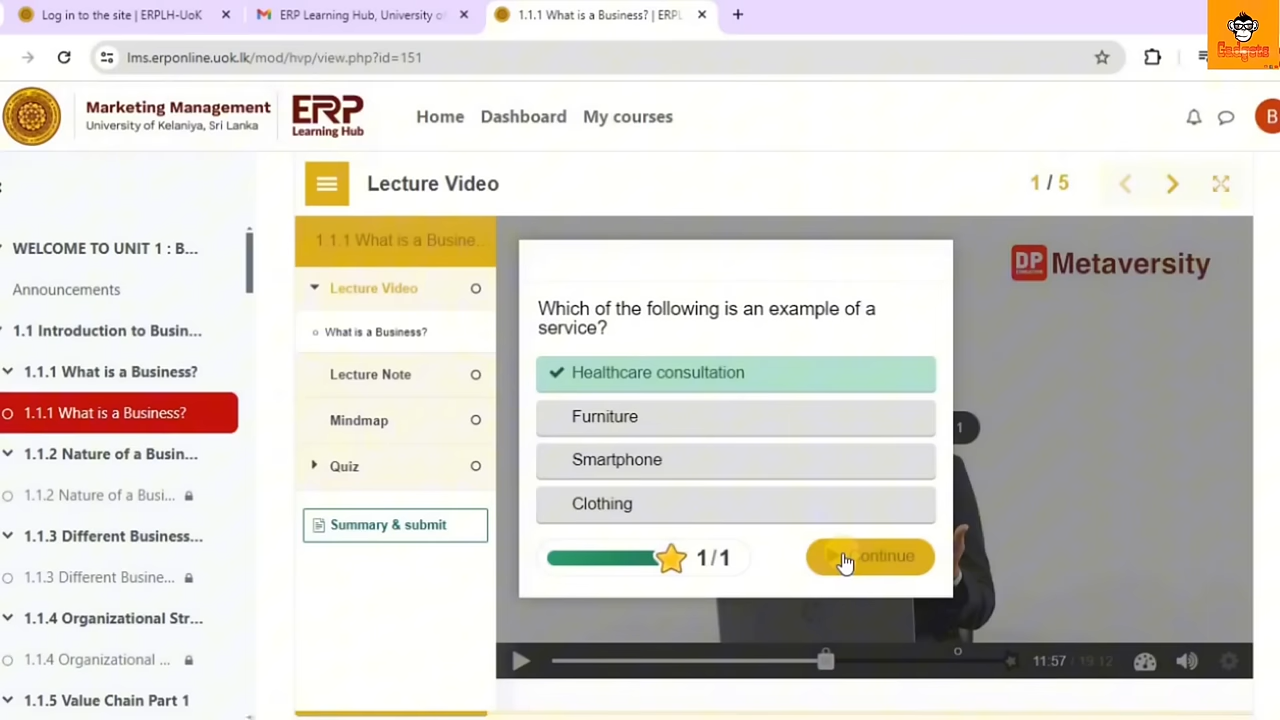 Log in to the site | ERPLH-UoK
ERP Learning Hub, University of
1.1.1 What is a Business? | ERPL
lms.erponline.uok.lk/mod/hvp/view.php?id=151
Gadgets
Marketing Management
University of Kelaniya, Sri Lanka
ERP
Learning Hub
Home
Dashboard
My courses
B
WELCOME TO UNIT 1 : B...
Announcements
1.1 Introduction to Busin...
1.1.1 What is a Business?
1.1.1 What is a Business?
1.1.2 Nature of a Busin...
1.1.2 Nature of a Busi...
1.1.3 Different Business...
1.1.3 Different Busine...
1.1.4 Organizational Str...
1.1.4 Organizational ...
1.1.5 Value Chain Part 1
Lecture Video
1 / 5
1.1.1 What is a Busine...
Lecture Video
What is a Business?
Lecture Note
Mindmap
Quiz
Summary & submit
DP
Metaversity
Which of the following is an example of a
service?
Healthcare consultation
Furniture
Smartphone
Clothing
1/1
Continue
1
11:57 / 19:12